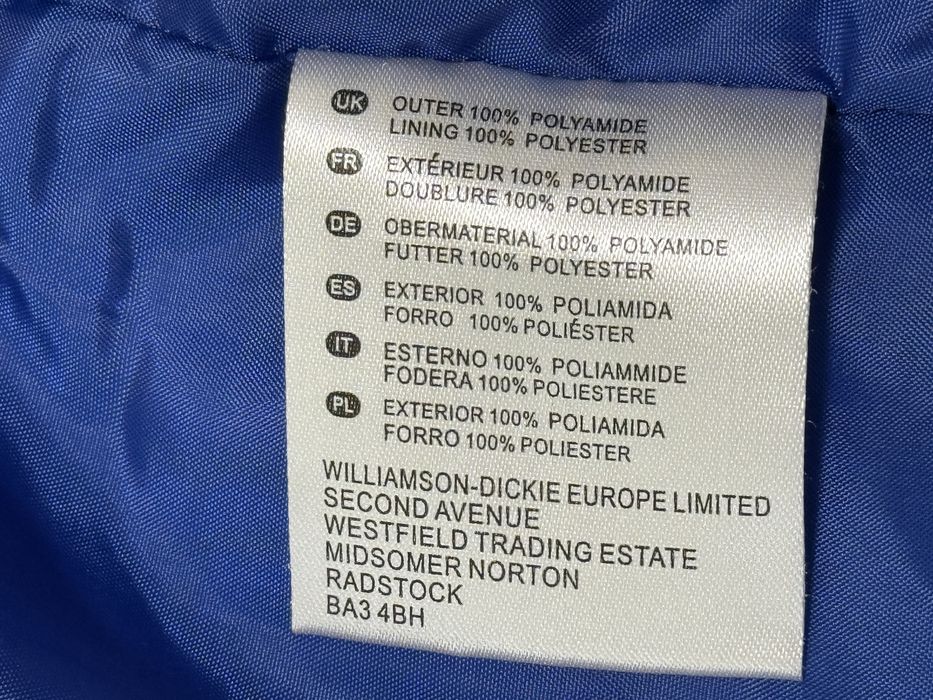 UK OUTER 100% POLYAMIDE
LINING 100% POLYESTER
FR EXTÉRIEUR 100% POLYAMIDE
DOUBLURE 100% POLYESTER
DE OBERMATERIAL 100% POLYAMIDE
FUTTER 100% POLYESTER
ES EXTERIOR 100% POLIAMIDA
FORRO 100% POLIÉSTER
IT ESTERNO 100% POLIAMMIDE
FODERA 100% POLIESTERE
PL EXTERIOR 100% POLIAMIDA
FORRO 100% POLIESTER
WILLIAMSON-DICKIE EUROPE LIMITED
SECOND AVENUE
WESTFIELD TRADING ESTATE
MIDSOMER NORTON
RADSTOCK
BA3 4BH